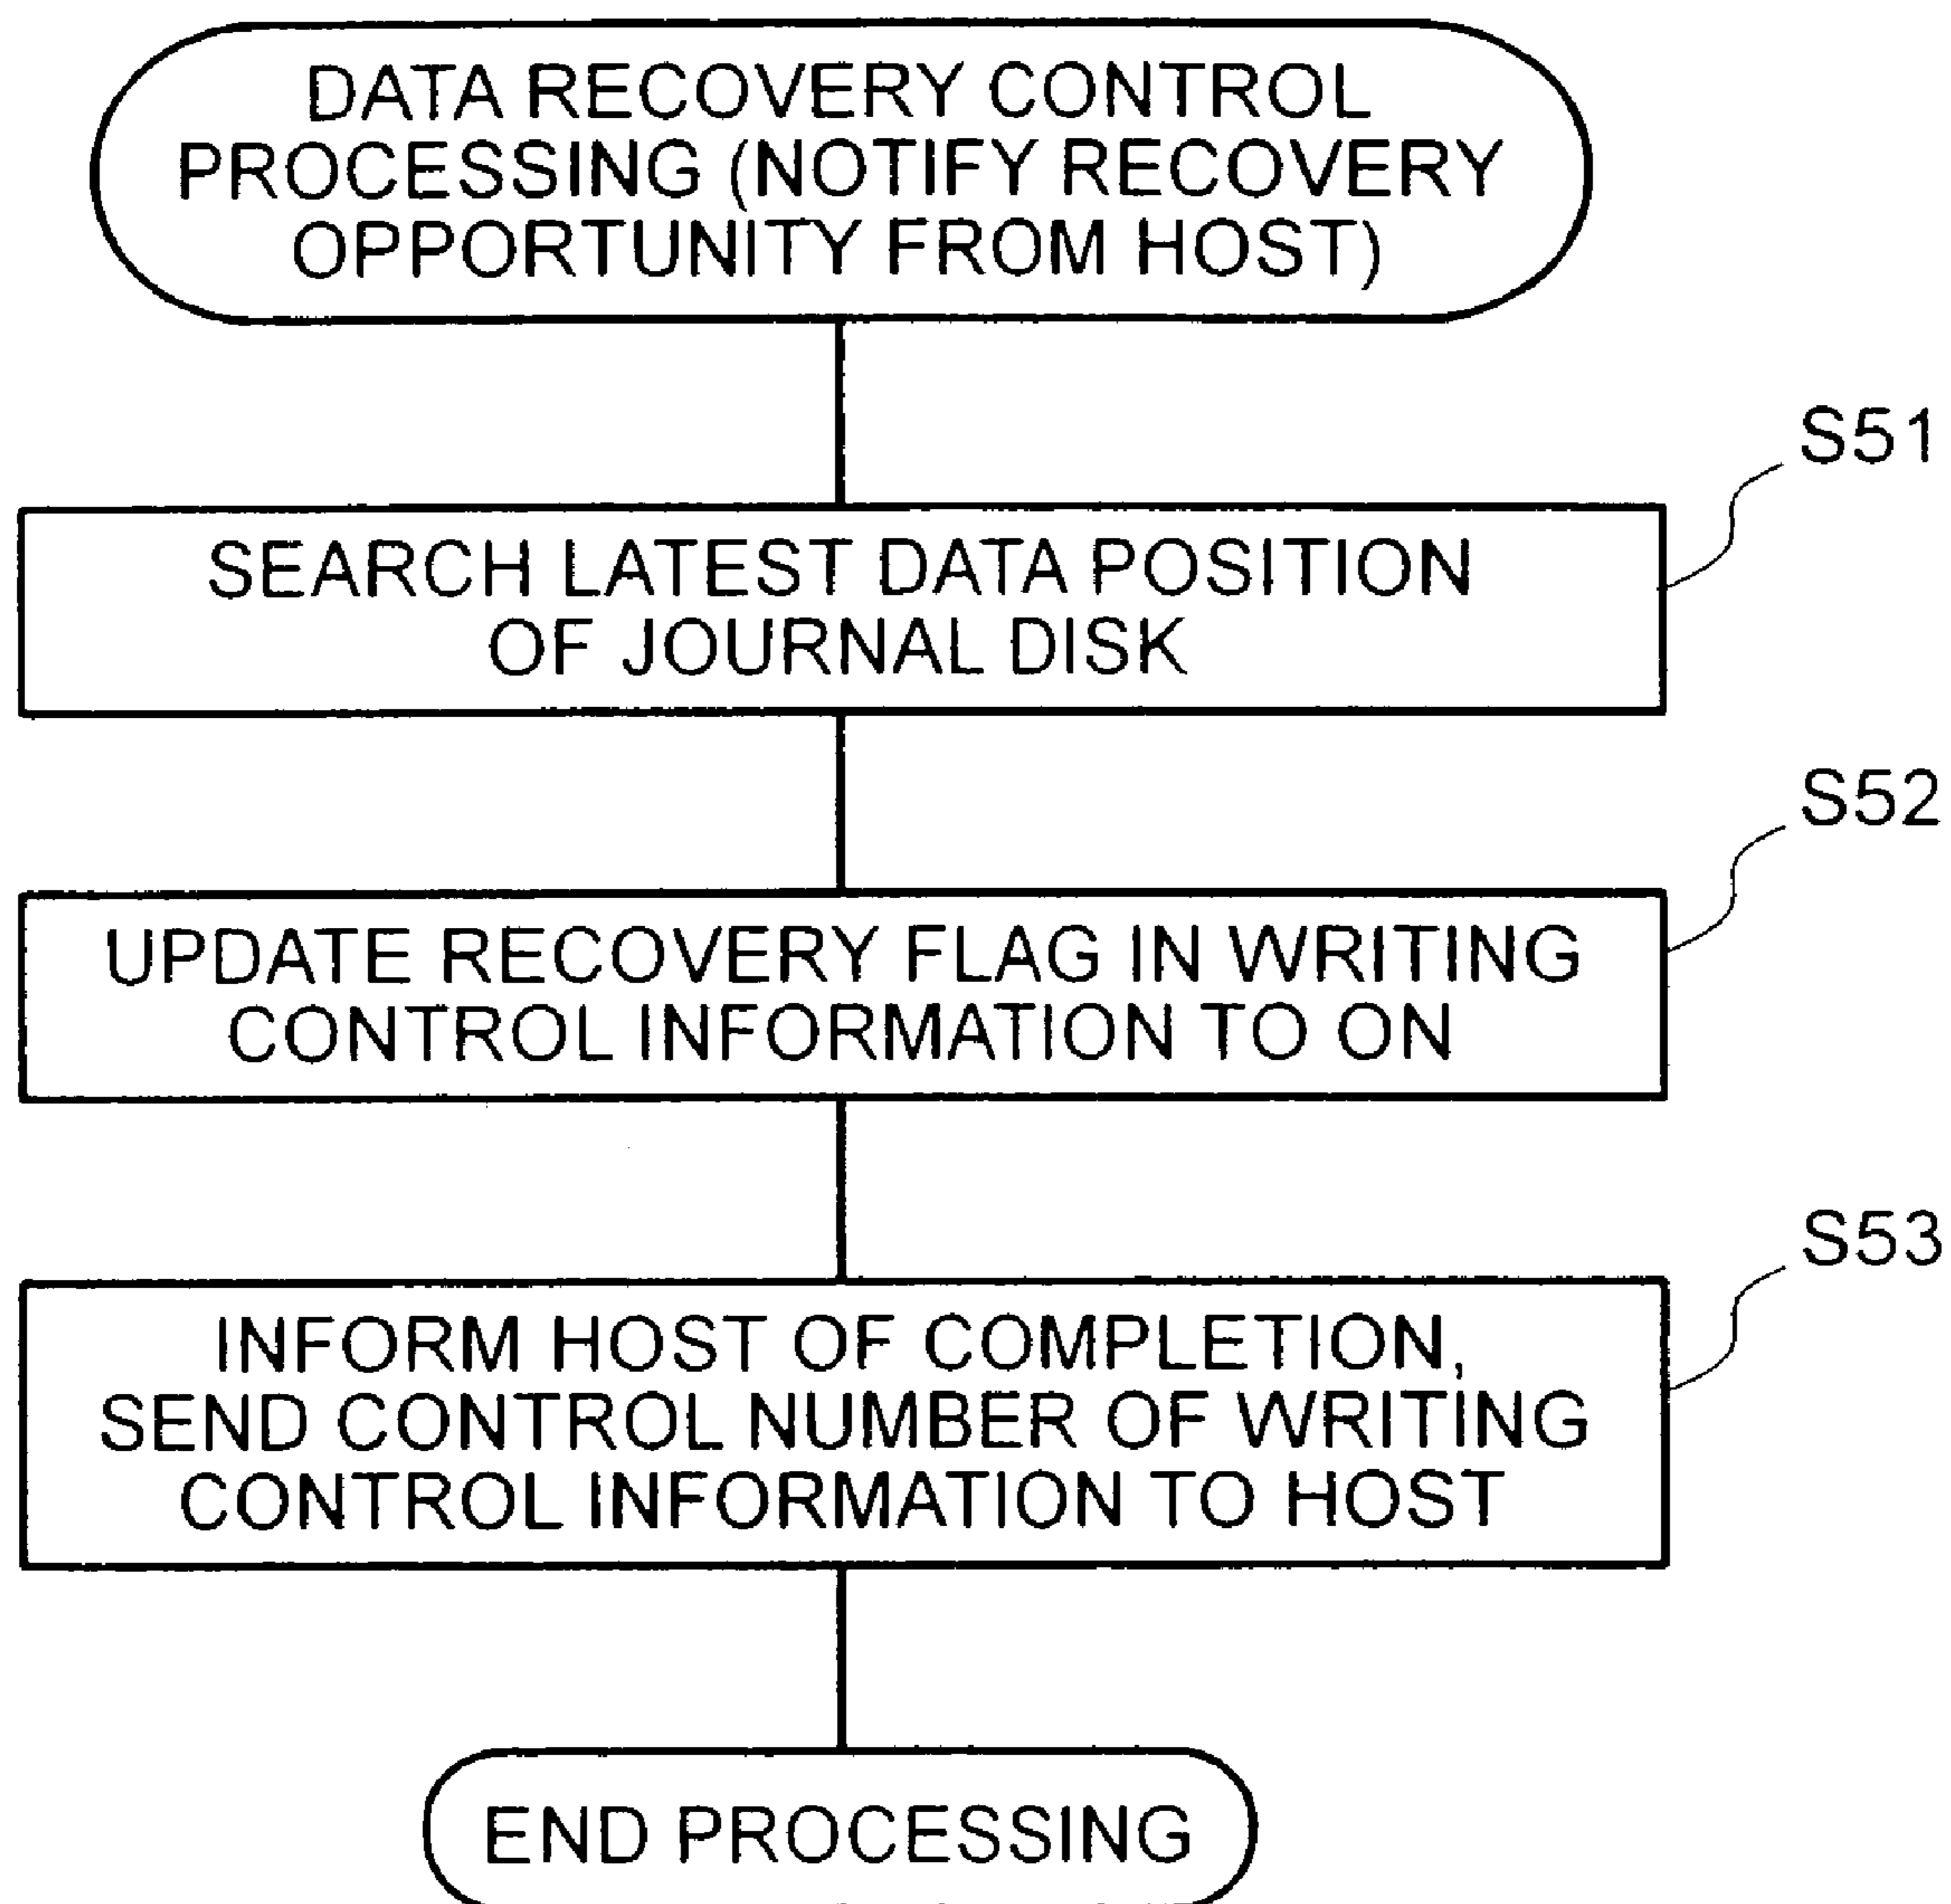 DATA RECOVERY CONTROL
PROCESSING (NOTIFY RECOVERY
OPPORTUNITY FROM HOST)
S51
SEARCH LATEST DATA POSITION
OF JOURNAL DISK
S52
UPDATE RECOVERY FLAG IN WRITING
CONTROL INFORMATION TO ON
S53
INFORM HOST OF COMPLETION,
SEND CONTROL NUMBER OF WRITING
CONTROL INFORMATION TO HOST
END PROCESSING